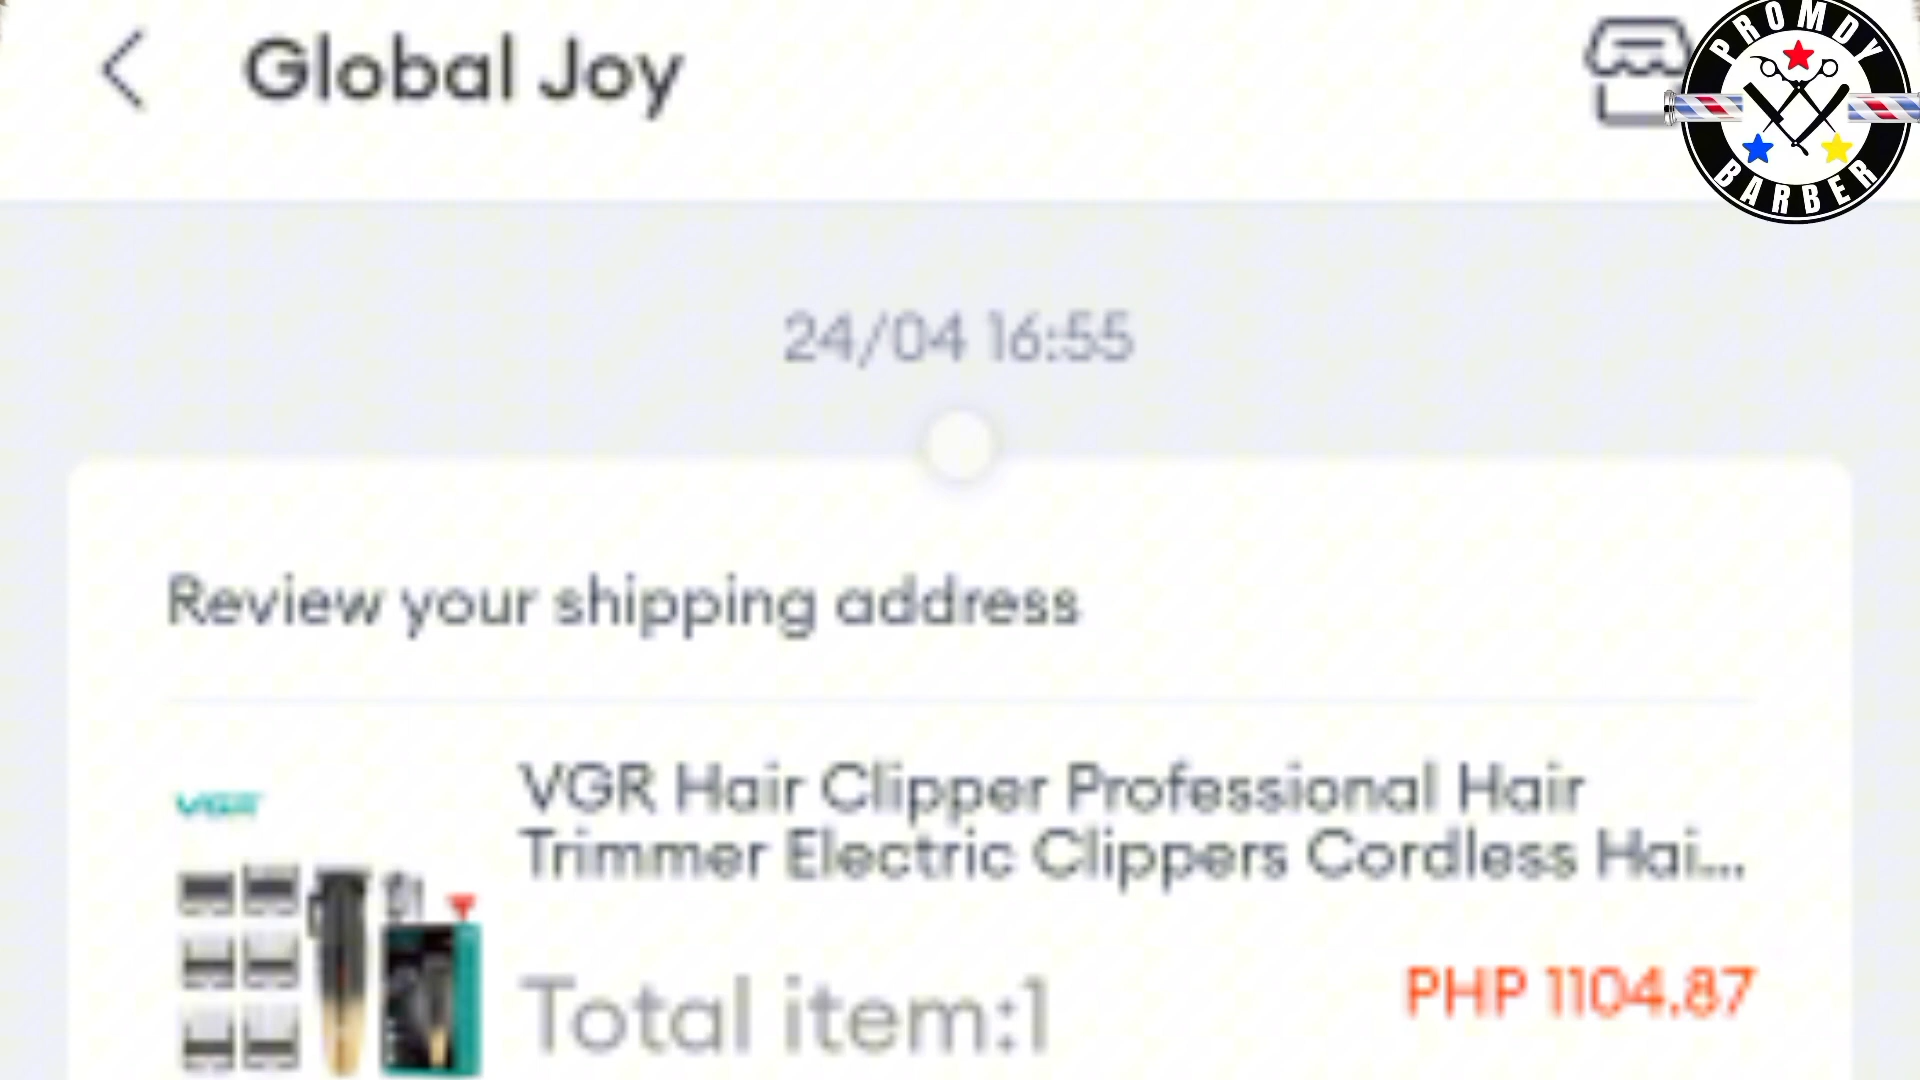 Global Joy
PROMDY
BARBER
24/04 16:55
Review your shipping address
VGR Hair Clipper Professional Hair
Trimmer Electric Clippers Cordless Hai...
VGR
Total item:1
PHP 1104.87